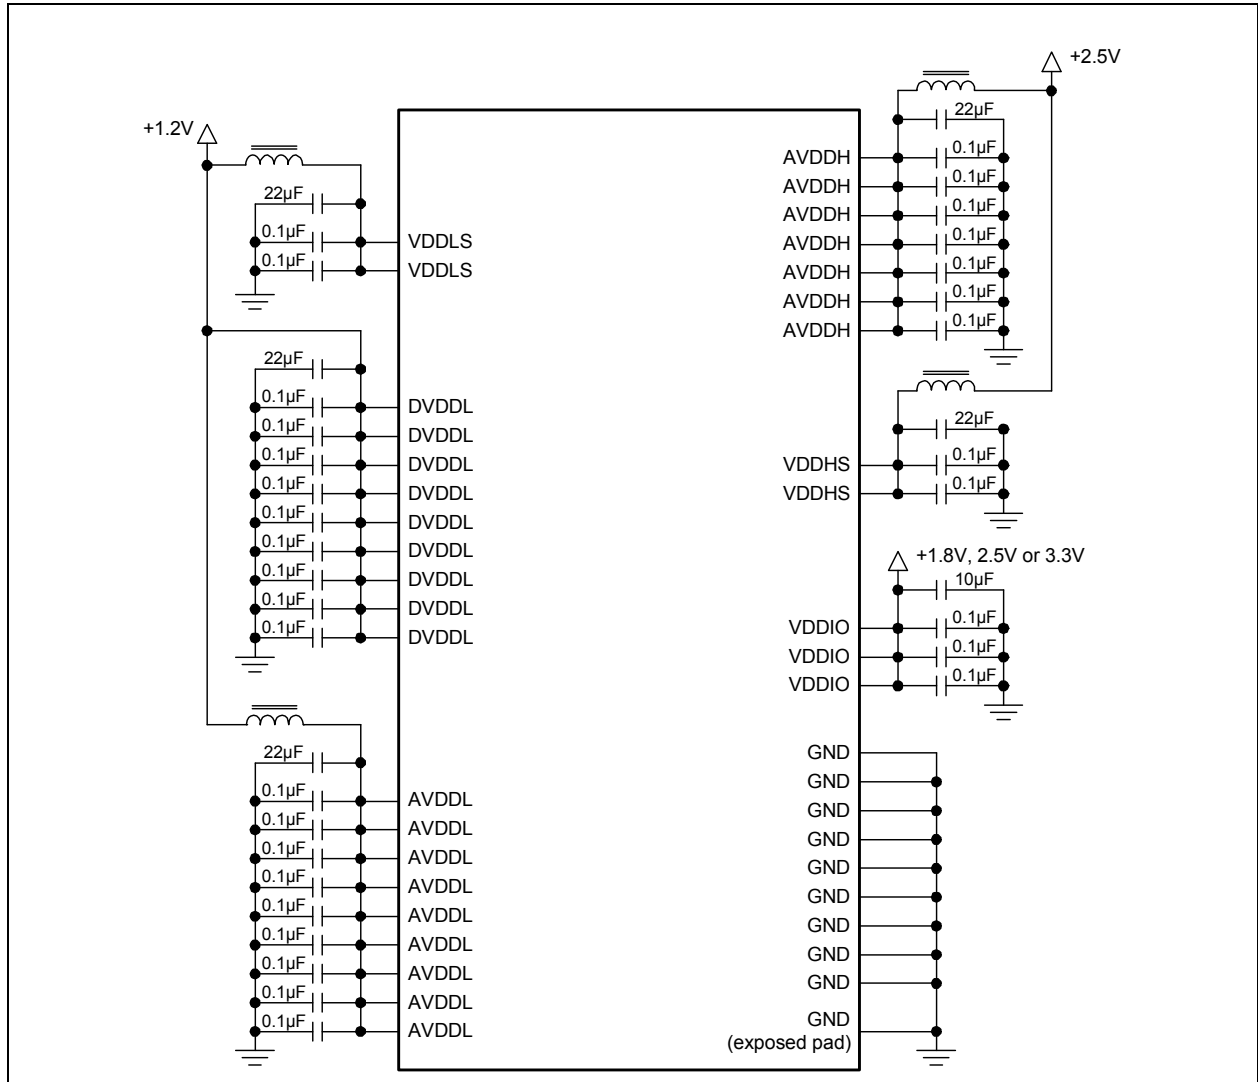 +1.2V
22µF
0.1µF
VDDLS
0.1µF
VDDLS
22µF
0.1µF
DVDDL
0.1µF
DVDDL
0.1µF
DVDDL
0.1µF
DVDDL
0.1µF
DVDDL
0.1µF
DVDDL
0.1µF
DVDDL
0.1µF
DVDDL
0.1µF
DVDDL
22µF
0.1µF
AVDDL
0.1µF
AVDDL
0.1µF
AVDDL
0.1µF
AVDDL
0.1µF
AVDDL
0.1µF
AVDDL
0.1µF
AVDDL
0.1µF
AVDDL
0.1µF
AVDDL
+2.5V
22µF
AVDDH
0.1µF
AVDDH
0.1µF
AVDDH
0.1µF
AVDDH
0.1µF
AVDDH
0.1µF
AVDDH
0.1µF
AVDDH
0.1µF
22µF
VDDHS
0.1µF
VDDHS
0.1µF
+1.8V, 2.5V or 3.3V
10µF
VDDIO
0.1µF
VDDIO
0.1µF
VDDIO
0.1µF
GND
GND
GND
GND
GND
GND
GND
GND
GND
GND
(exposed pad)